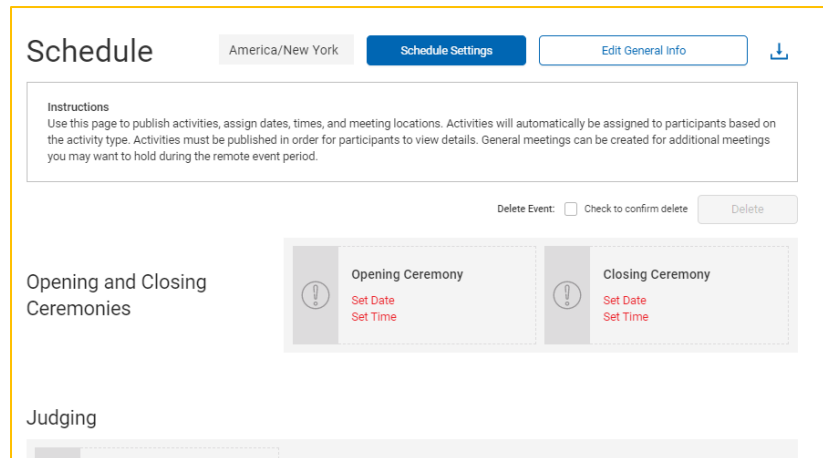 Schedule
America/New York
Schedule Settings
Edit General Info
Instructions
Use this page to publish activities, assign dates, times, and meeting locations. Activities will automatically be assigned to participants based on
the activity type. Activities must be published in order for participants to view details. General meetings can be created for additional meetings
you may want to hold during the remote event period.
Delete Event:
Check to confirm delete
Delete
Opening and Closing
Ceremonies
Opening Ceremony
Set Date
Set Time
Closing Ceremony
Set Date
Set Time
Judging